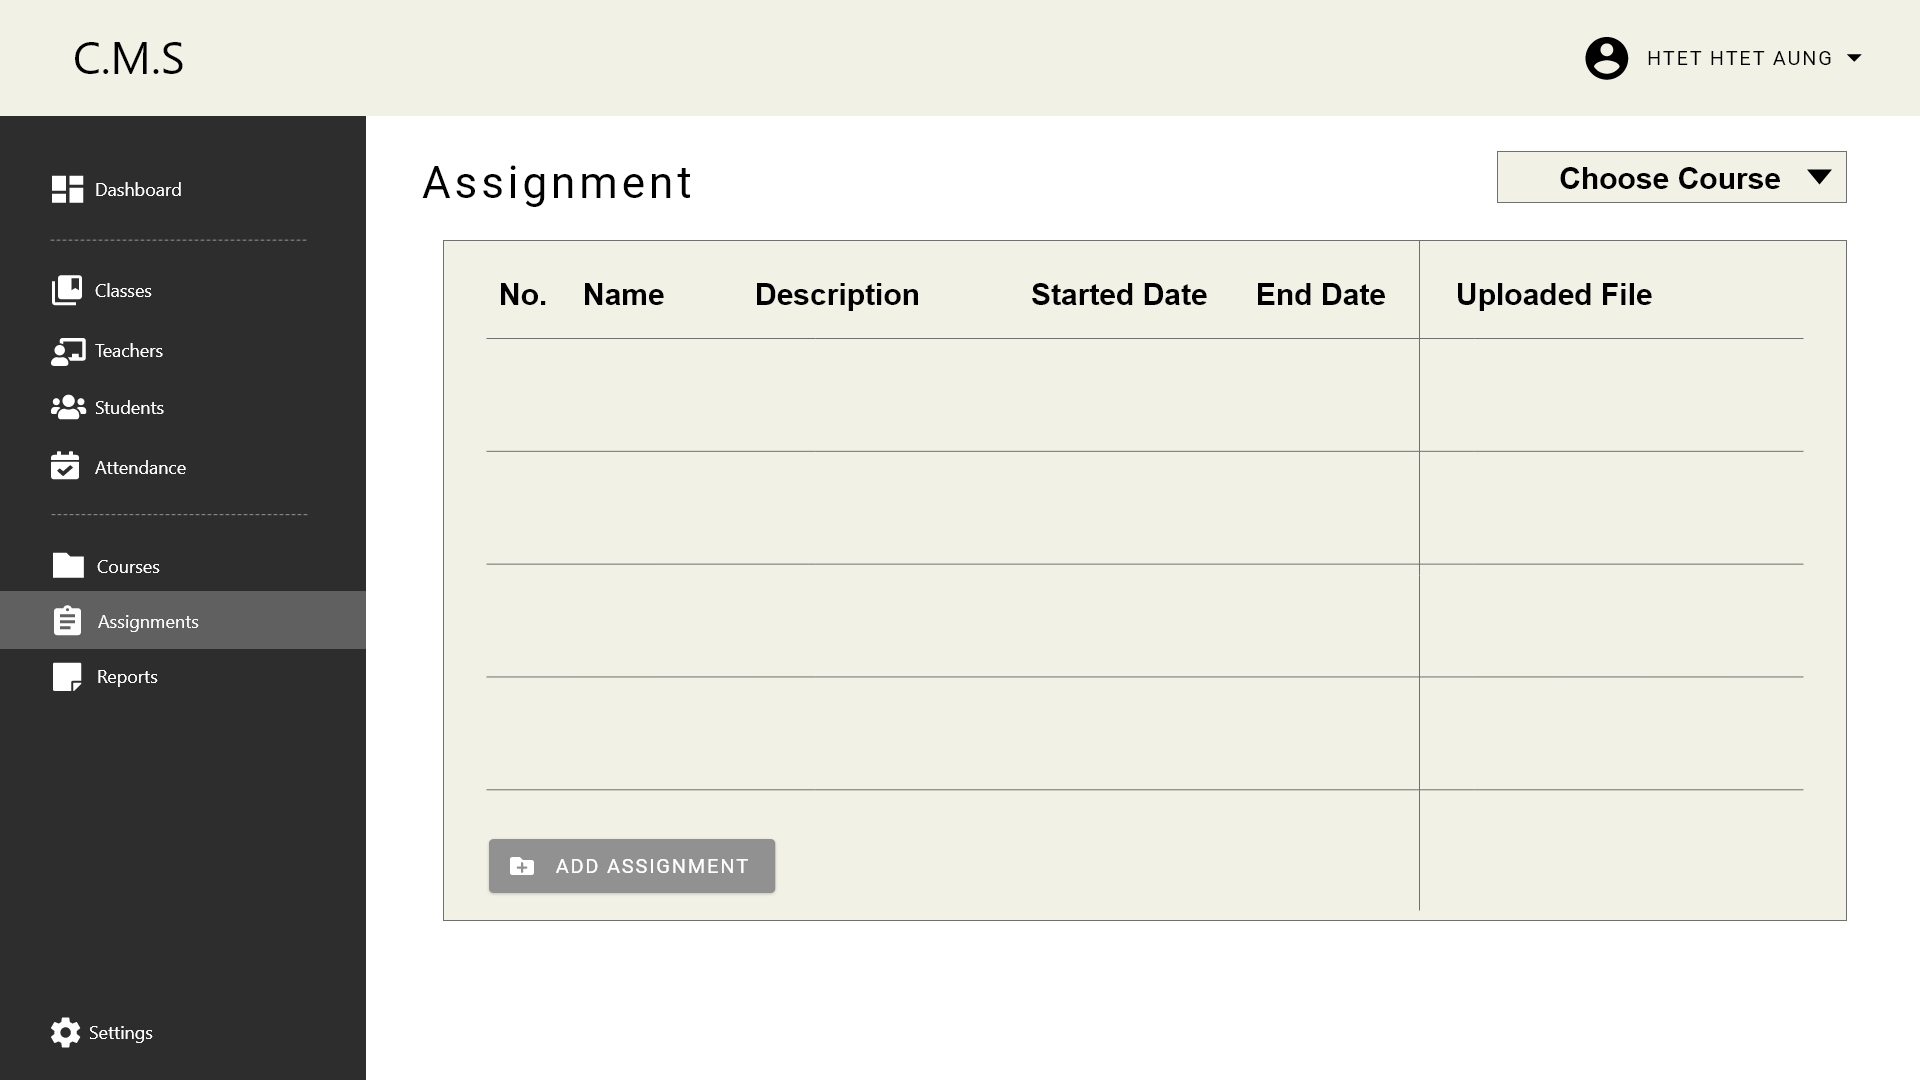 C.M.S
HTET HTET AUNG
Dashboard
Classes
Teachers
Students
Attendance
Courses
Assignments
Reports
Settings
Assignment
Choose Course
No. Name Description Started Date End Date Uploaded File
ADD ASSIGNMENT